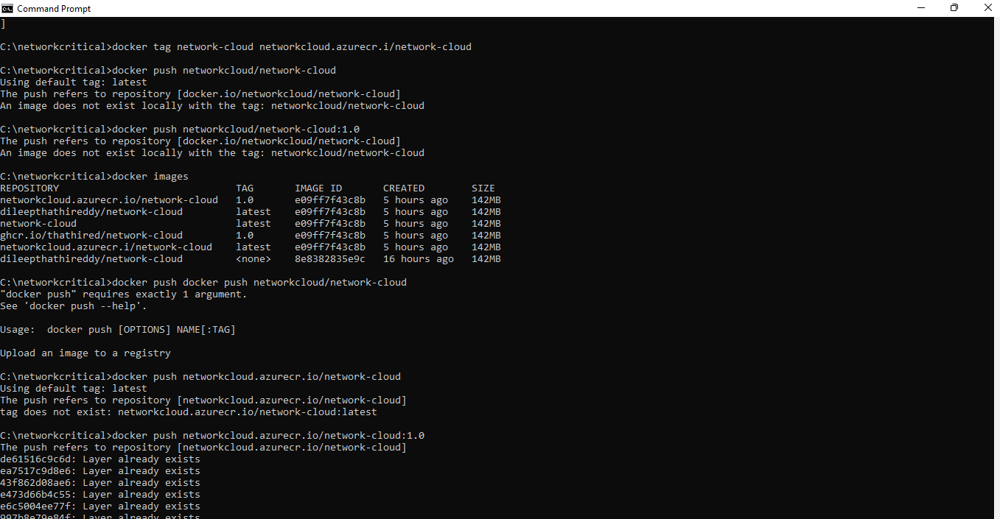 Command Prompt
]
C:\networkcritical>docker tag network-cloud networkcloud.azurecr.i/network-cloud
C:\networkcritical>docker push networkcloud/network-cloud
Using default tag: latest
The push refers to repository [docker.io/networkcloud/network-cloud]
An image does not exist locally with the tag: networkcloud/network-cloud
C:\networkcritical>docker push networkcloud/network-cloud:1.0
The push refers to repository [docker.io/networkcloud/network-cloud]
An image does not exist locally with the tag: networkcloud/network-cloud
C:\networkcritical>docker images
REPOSITORY TAG IMAGE ID CREATED SIZE
networkcloud.azurecr.io/network-cloud 1.0 e09ff7f43c8b 5 hours ago 142MB
dileepthathireddy/network-cloud latest e09ff7f43c8b 5 hours ago 142MB
network-cloud latest e09ff7f43c8b 5 hours ago 142MB
ghcr.io/thathired/network-cloud 1.0 e09ff7f43c8b 5 hours ago 142MB
networkcloud.azurecr.i/network-cloud latest e09ff7f43c8b 5 hours ago 142MB
dileepthathireddy/network-cloud <none> 8e8382835e9c 16 hours ago 142MB
C:\networkcritical>docker push docker push networkcloud/network-cloud
"docker push" requires exactly 1 argument.
See 'docker push --help'.
Usage:  docker push [OPTIONS] NAME[:TAG]
Upload an image to a registry
C:\networkcritical>docker push networkcloud.azurecr.io/network-cloud
Using default tag: latest
The push refers to repository [networkcloud.azurecr.io/network-cloud]
tag does not exist: networkcloud.azurecr.io/network-cloud:latest
C:\networkcritical>docker push networkcloud.azurecr.io/network-cloud:1.0
The push refers to repository [networkcloud.azurecr.io/network-cloud]
de61516c9c6d: Layer already exists
ea7517c9d8e6: Layer already exists
43f862d08ae6: Layer already exists
e473d66b4c55: Layer already exists
e6c5004ee77f: Layer already exists
997b8e79e84f: Layer already exists